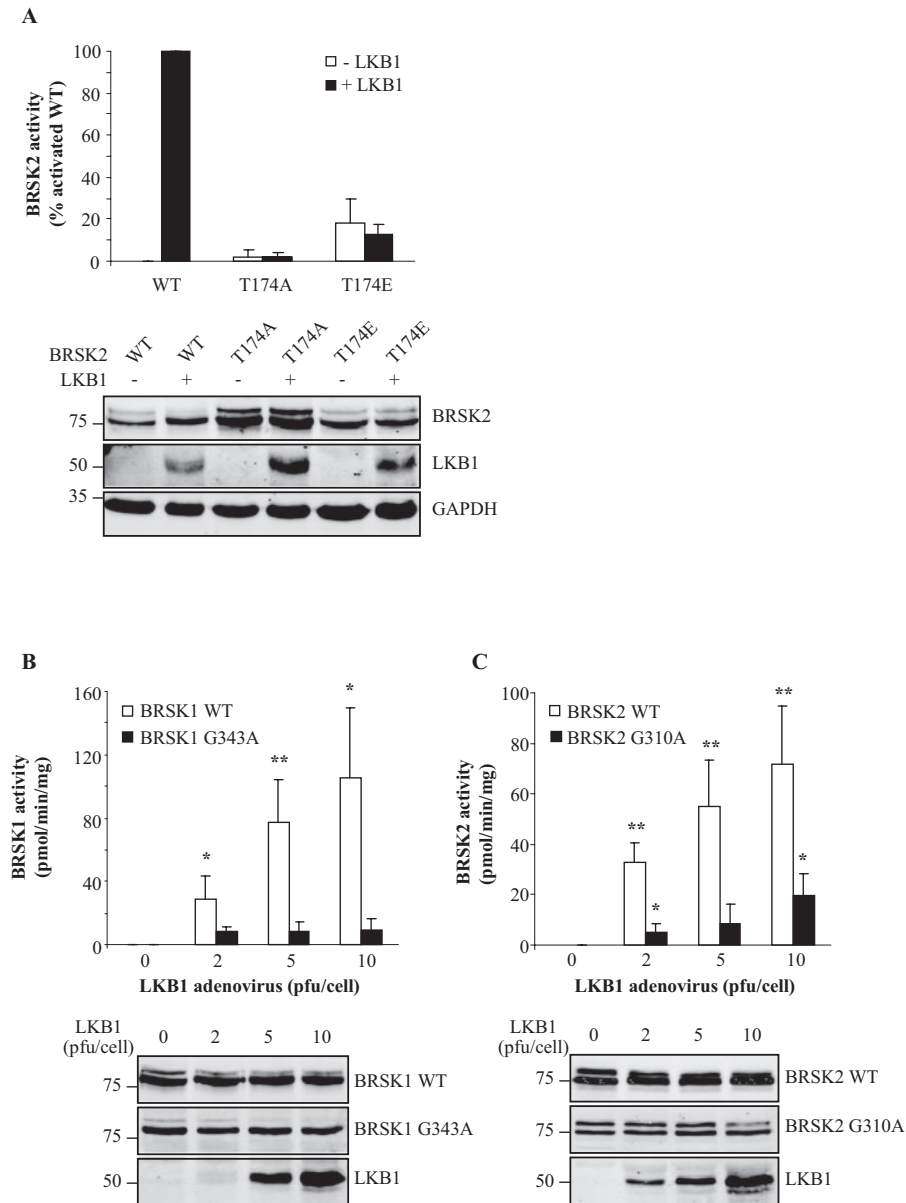 A
BRSK2 activity
(% activated WT)
100
80
60
40
20
0
- LKB1
+ LKB1
WT T174A T174E
BRSK2 WT WT T174A T174A T174E T174E
LKB1 - + - + - +
75 BRSK2
50 LKB1
35 GAPDH
B
BRSK1 activity
(pmol/min/mg)
160
120
80
40
0
BRSK1 WT
BRSK1 G343A
* ** *
0 2 5 10
LKB1 adenovirus (pfu/cell)
LKB1
(pfu/cell) 0 2 5 10
75 BRSK1 WT
75 BRSK1 G343A
50 LKB1
C
BRSK2 activity
(pmol/min/mg)
100
80
60
40
20
0
BRSK2 WT
BRSK2 G310A
** * ** ** *
0 2 5 10
LKB1 adenovirus (pfu/cell)
LKB1
(pfu/cell) 0 2 5 10
75 BRSK2 WT
75 BRSK2 G310A
50 LKB1